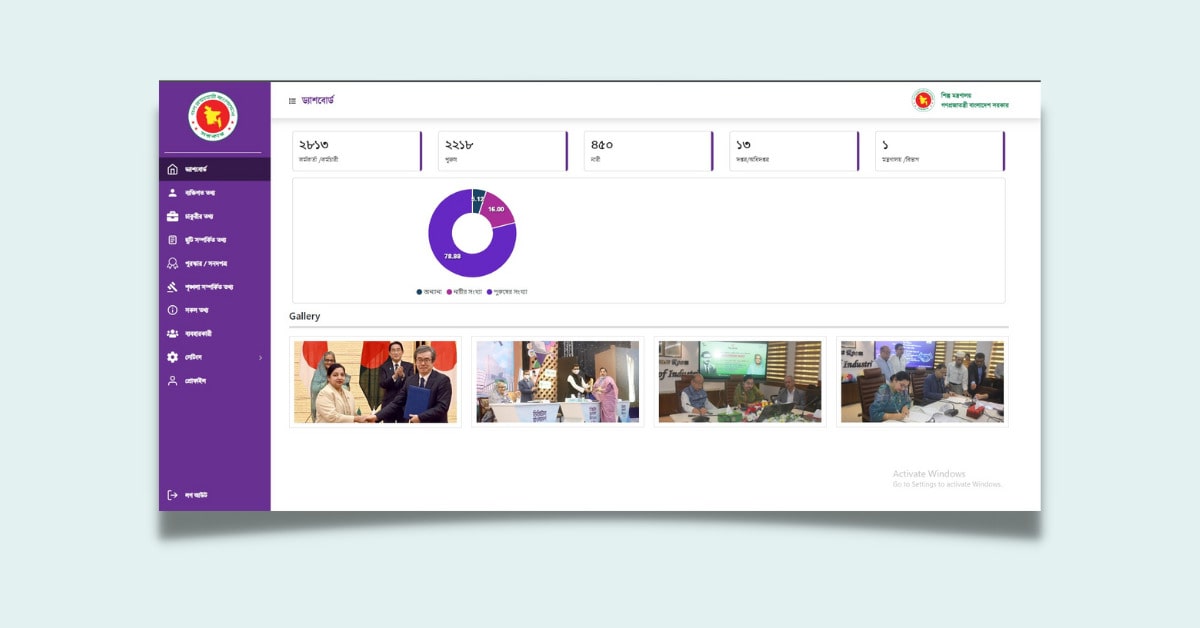 ড্যাশবোর্ড
শিল্প মন্ত্রণালয়
গণপ্রজাতন্ত্রী বাংলাদেশ সরকার
ড্যাশবোর্ড
ব্যক্তিগত তথ্য
চাকুরীর তথ্য
ছুটি সম্পর্কিত তথ্য
পুরস্কার / সনদপত্র
শৃঙ্খলা সম্পর্কিত তথ্য
সকল তথ্য
ব্যবহারকারী
সেটিংস
প্রোফাইল
লগ আউট
২৮১৩
কর্মকর্তা /কর্মচারী
২২১৮
পুরুষ
৪৫০
নারী
১৩
দপ্তর/অধিদপ্তর
১
মন্ত্রণালয় /বিভাগ
16.00
78.88
অন্যান্য নারীর সংখ্যা পুরুষের সংখ্যা
Gallery
Activate Windows
Go to Settings to activate Windows.